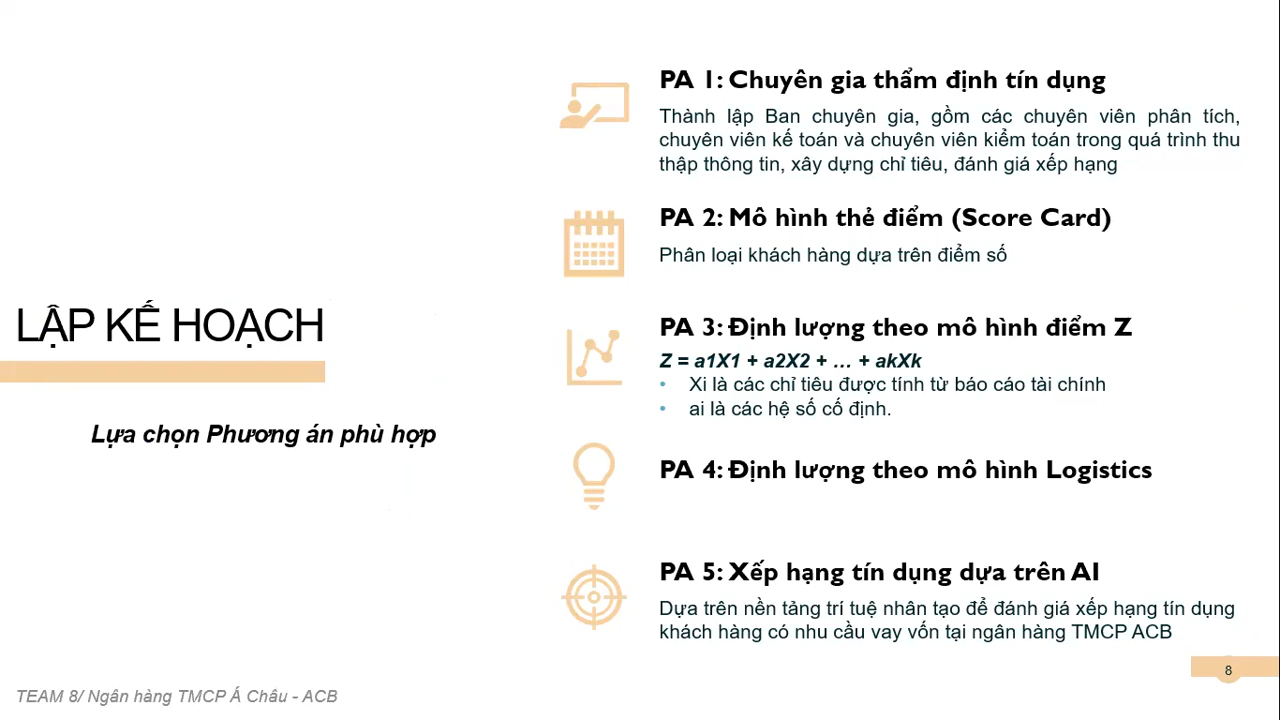 LẬP KẾ HOẠCH
Lựa chọn Phương án phù hợp
PA 1: Chuyên gia thẩm định tín dụng
Thành lập Ban chuyên gia, gồm các chuyên viên phân tích,
chuyên viên kế toán và chuyên viên kiểm toán trong quá trình thu
thập thông tin, xây dựng chỉ tiêu, đánh giá xếp hạng
PA 2: Mô hình thẻ điểm (Score Card)
Phân loại khách hàng dựa trên điểm số
PA 3: Định lượng theo mô hình điểm Z
Z = a1X1 + a2X2 + … + akXk
• Xi là các chỉ tiêu được tính từ báo cáo tài chính
• ai là các hệ số cố định.
PA 4: Định lượng theo mô hình Logistics
PA 5: Xếp hạng tín dụng dựa trên AI
Dựa trên nền tảng trí tuệ nhân tạo để đánh giá xếp hạng tín dụng
khách hàng có nhu cầu vay vốn tại ngân hàng TMCP ACB
8
TEAM 8/ Ngân hàng TMCP Á Châu - ACB